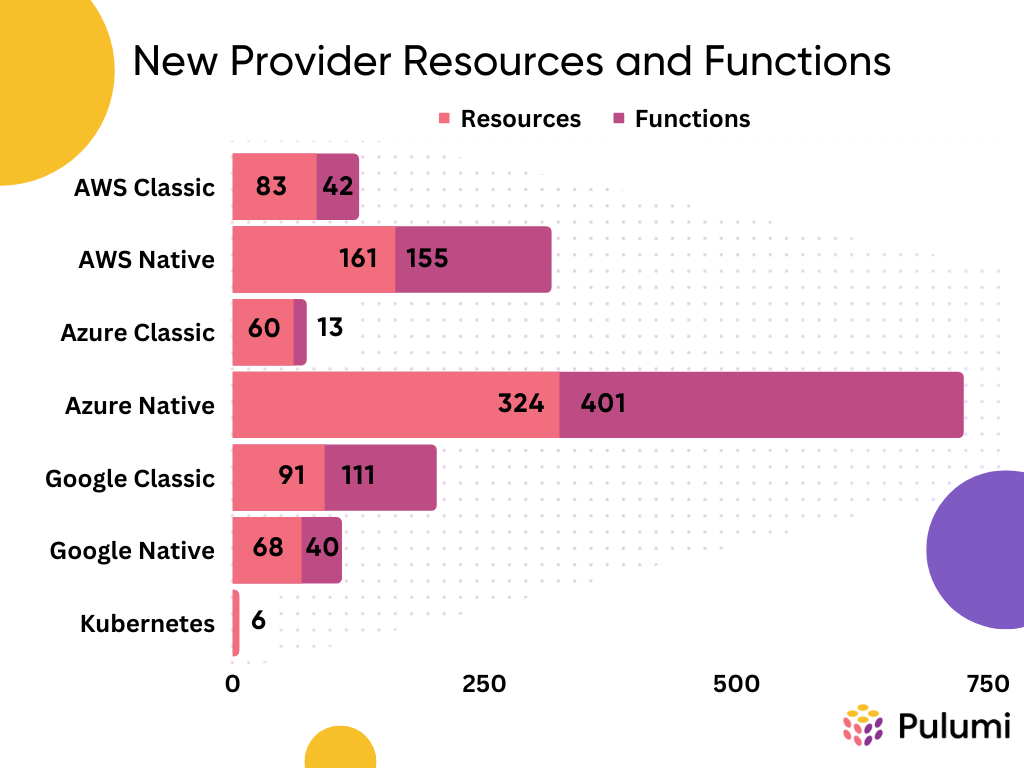 New Provider Resources and Functions
Resources Functions
AWS Classic 83 42
AWS Native 161 155
Azure Classic 60 13
Azure Native 324 401
Google Classic 91 111
Google Native 68 40
Kubernetes 6
0 250 500 750
Pulumi